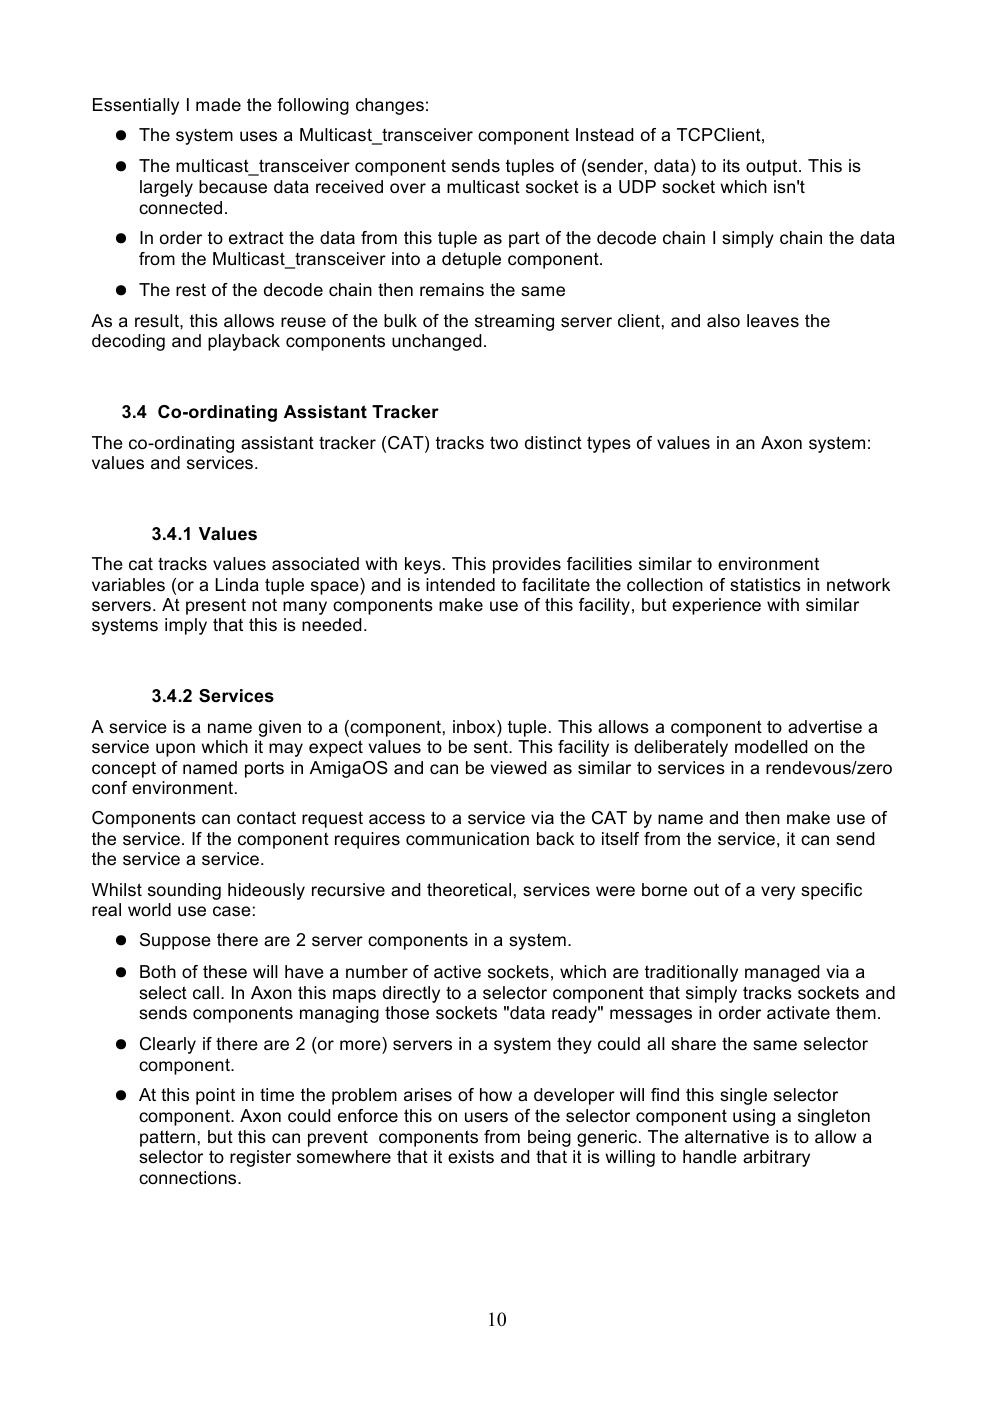 Essentially I made the following changes:
● The system uses a Multicast_transceiver component Instead of a TCPClient,
● The multicast_transceiver component sends tuples of (sender, data) to its output. This is
largely because data received over a multicast socket is a UDP socket which isn't
connected.
● In order to extract the data from this tuple as part of the decode chain I simply chain the data
from the Multicast_transceiver into a detuple component.
● The rest of the decode chain then remains the same
As a result, this allows reuse of the bulk of the streaming server client, and also leaves the
decoding and playback components unchanged.
3.4 Co-ordinating Assistant Tracker
The co-ordinating assistant tracker (CAT) tracks two distinct types of values in an Axon system:
values and services.
3.4.1 Values
The cat tracks values associated with keys. This provides facilities similar to environment
variables (or a Linda tuple space) and is intended to facilitate the collection of statistics in network
servers. At present not many components make use of this facility, but experience with similar
systems imply that this is needed.
3.4.2 Services
A service is a name given to a (component, inbox) tuple. This allows a component to advertise a
service upon which it may expect values to be sent. This facility is deliberately modelled on the
concept of named ports in AmigaOS and can be viewed as similar to services in a rendevous/zero
conf environment.
Components can contact request access to a service via the CAT by name and then make use of
the service. If the component requires communication back to itself from the service, it can send
the service a service.
Whilst sounding hideously recursive and theoretical, services were borne out of a very specific
real world use case:
● Suppose there are 2 server components in a system.
● Both of these will have a number of active sockets, which are traditionally managed via a
select call. In Axon this maps directly to a selector component that simply tracks sockets and
sends components managing those sockets "data ready" messages in order activate them.
● Clearly if there are 2 (or more) servers in a system they could all share the same selector
component.
● At this point in time the problem arises of how a developer will find this single selector
component. Axon could enforce this on users of the selector component using a singleton
pattern, but this can prevent  components from being generic. The alternative is to allow a
selector to register somewhere that it exists and that it is willing to handle arbitrary
connections.
10